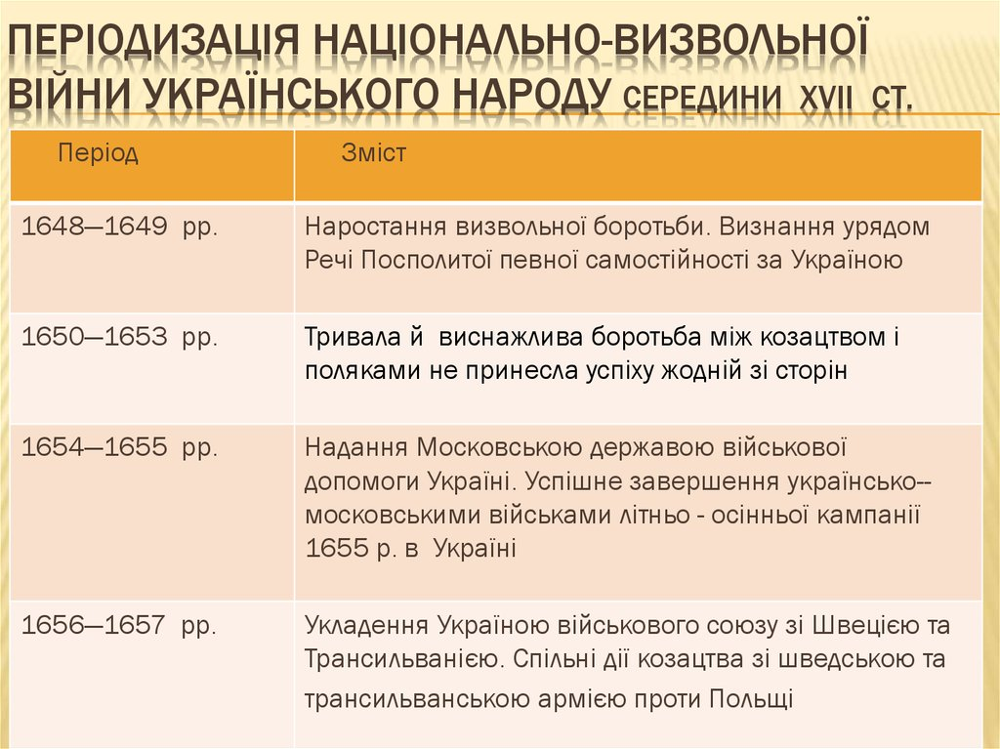 ПЕРІОДИЗАЦІЯ НАЦІОНАЛЬНО-ВИЗВОЛЬНОЇ
ВІЙНИ УКРАЇНСЬКОГО НАРОДУ СЕРЕДИНИ XVII СТ.
Період
Зміст
1648—1649 рр.
Наростання визвольної боротьби. Визнання урядом
Речі Посполитої певної самостійності за Україною
1650—1653 рр.
Тривала й виснажлива боротьба між козацтвом і
поляками не принесла успіху жодній зі сторін
1654—1655 рр.
Надання Московською державою військової
допомоги Україні. Успішне завершення українсько--
московськими військами літньо - осінньої кампанії
1655 р. в Україні
1656—1657 рр.
Укладення Україною військового союзу зі Швецією та
Трансильванією. Спільні дії козацтва зі шведською та
трансильванською армією проти Польщі